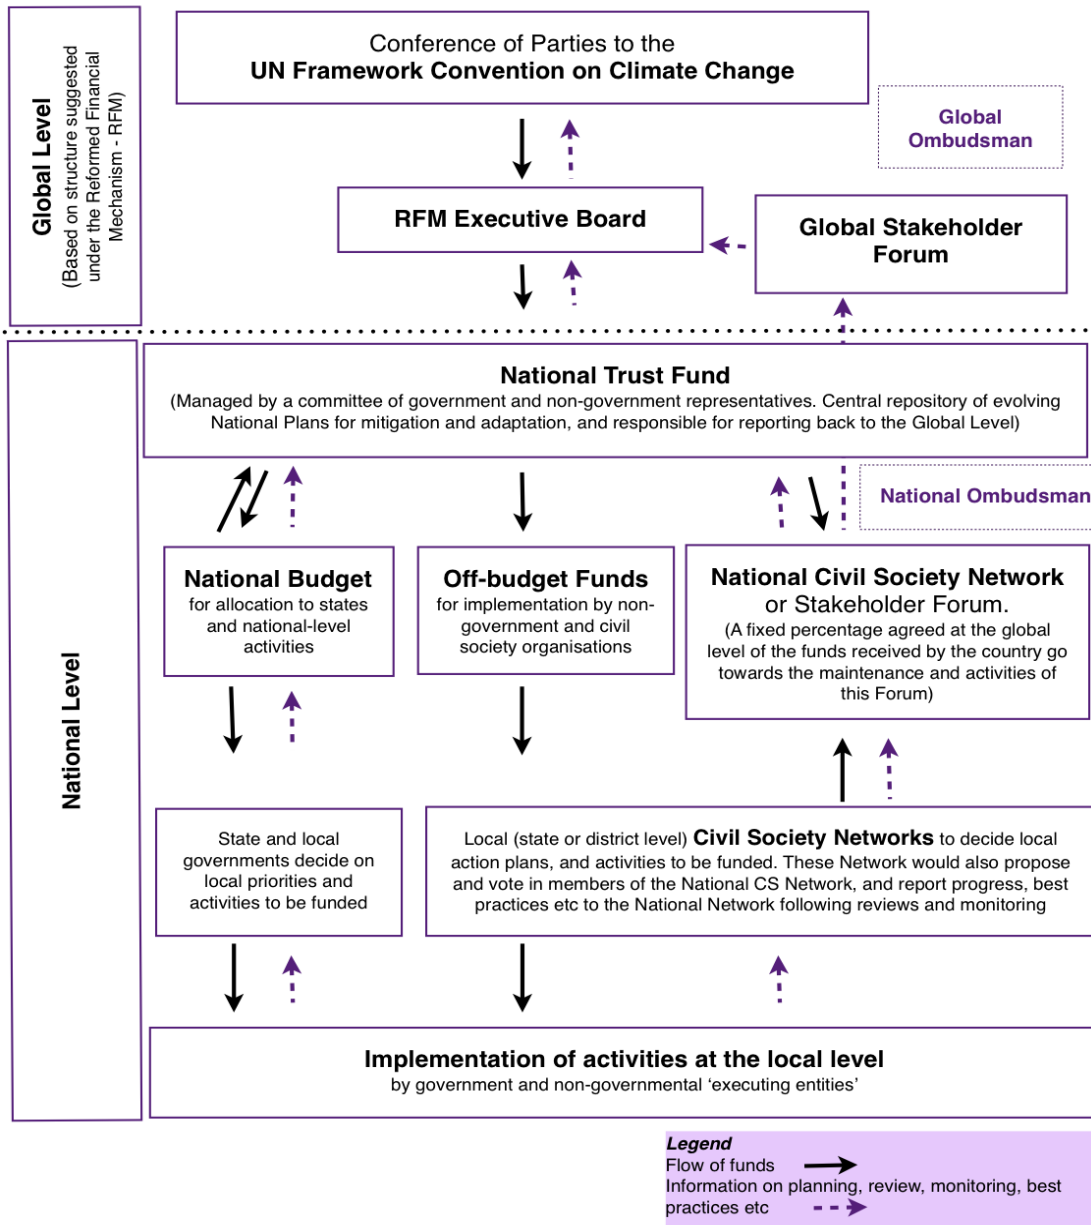 Conference of Parties to the
UN Framework Convention on Climate Change
Global Level
(Based on structure suggested
under the Reformed Financial
Mechanism - RFM)
Global
Ombudsman
RFM Executive Board
Global Stakeholder
Forum
National Level
National Trust Fund
(Managed by a committee of government and non-government representatives. Central repository of evolving
National Plans for mitigation and adaptation, and responsible for reporting back to the Global Level)
National Ombudsman
National Budget
for allocation to states
and national-level
activities
Off-budget Funds
for implementation by non-
government and civil
society organisations
National Civil Society Network
or Stakeholder Forum.
(A fixed percentage agreed at the global
level of the funds received by the country go
towards the maintenance and activities of
this Forum)
State and local
governments decide on
local priorities and
activities to be funded
Local (state or district level) Civil Society Networks to decide local
action plans, and activities to be funded. These Network would also propose
and vote in members of the National CS Network, and report progress, best
practices etc to the National Network following reviews and monitoring
Implementation of activities at the local level
by government and non-governmental ‘executing entities’
Legend
Flow of funds
Information on planning, review, monitoring, best
practices etc